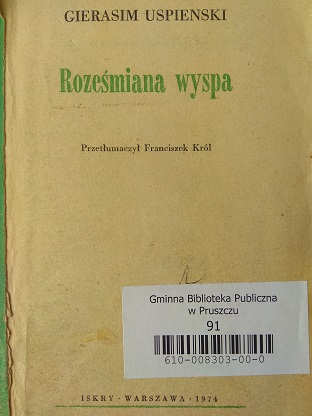 GIERASIM USPIENSKI
Roześmiana wyspa
Przetłumaczył Franciszek Król
Gminna Biblioteka Publiczna
w Pruszczu
91
610-008303-00-0
ISKRY · WARSZAWA · 1974